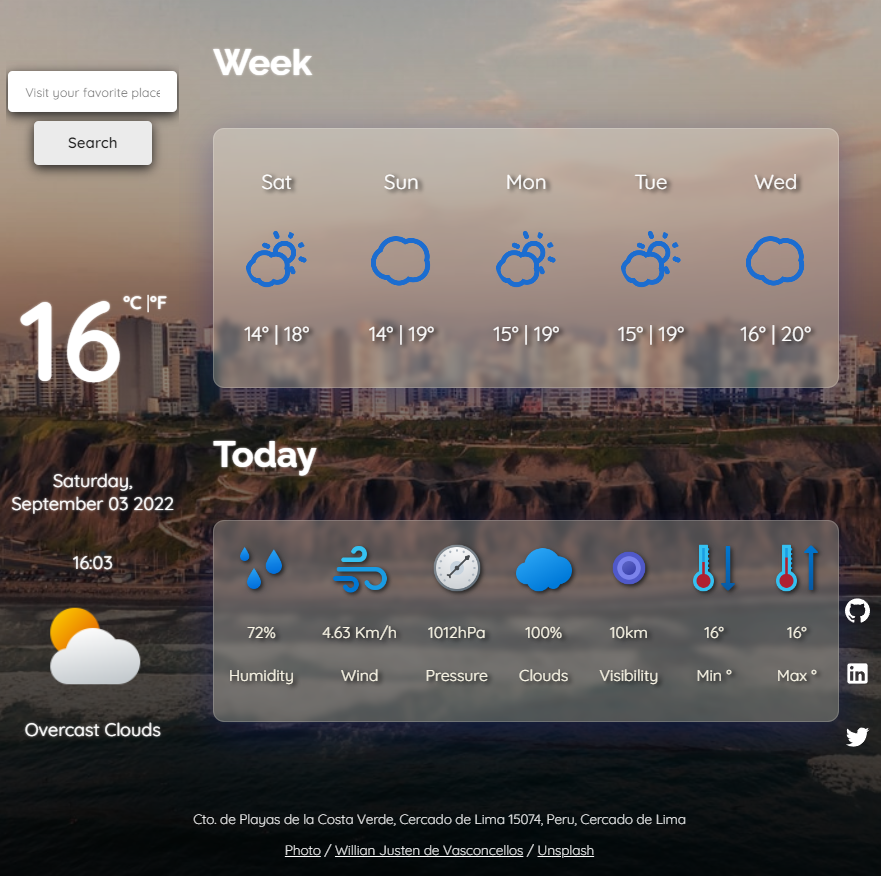 Visit your favorite place
Search
16 °C |°F
Saturday,
September 03 2022
16:03
Overcast Clouds
Week
Sat Sun Mon Tue Wed
14° | 18° 14° | 19° 15° | 19° 15° | 19° 16° | 20°
Today
72% 4.63 Km/h 1012hPa 100% 10km 16° 16°
Humidity Wind Pressure Clouds Visibility Min ° Max °
Cto. de Playas de la Costa Verde, Cercado de Lima 15074, Peru, Cercado de Lima
Photo / Willian Justen de Vasconcellos / Unsplash